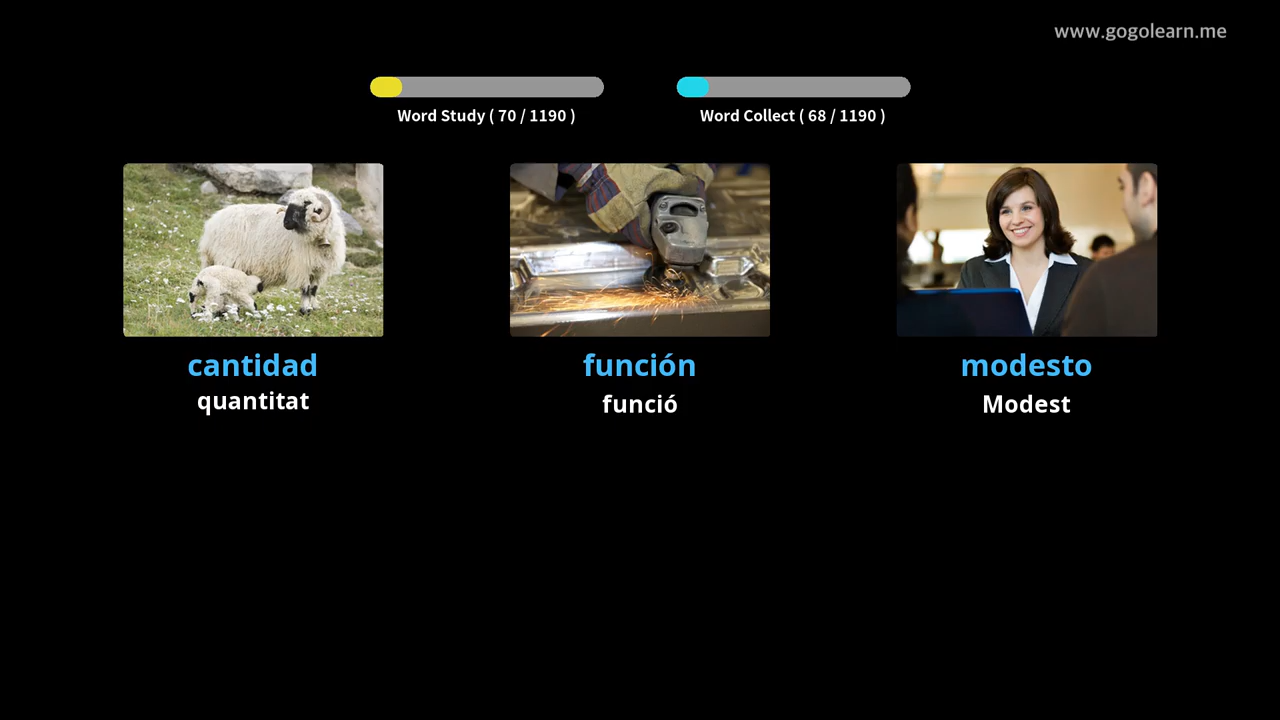 www.gogolearn.me
Word Study ( 70 / 1190 )
Word Collect ( 68 / 1190 )
cantidad
quantitat
función
funció
modesto
Modest